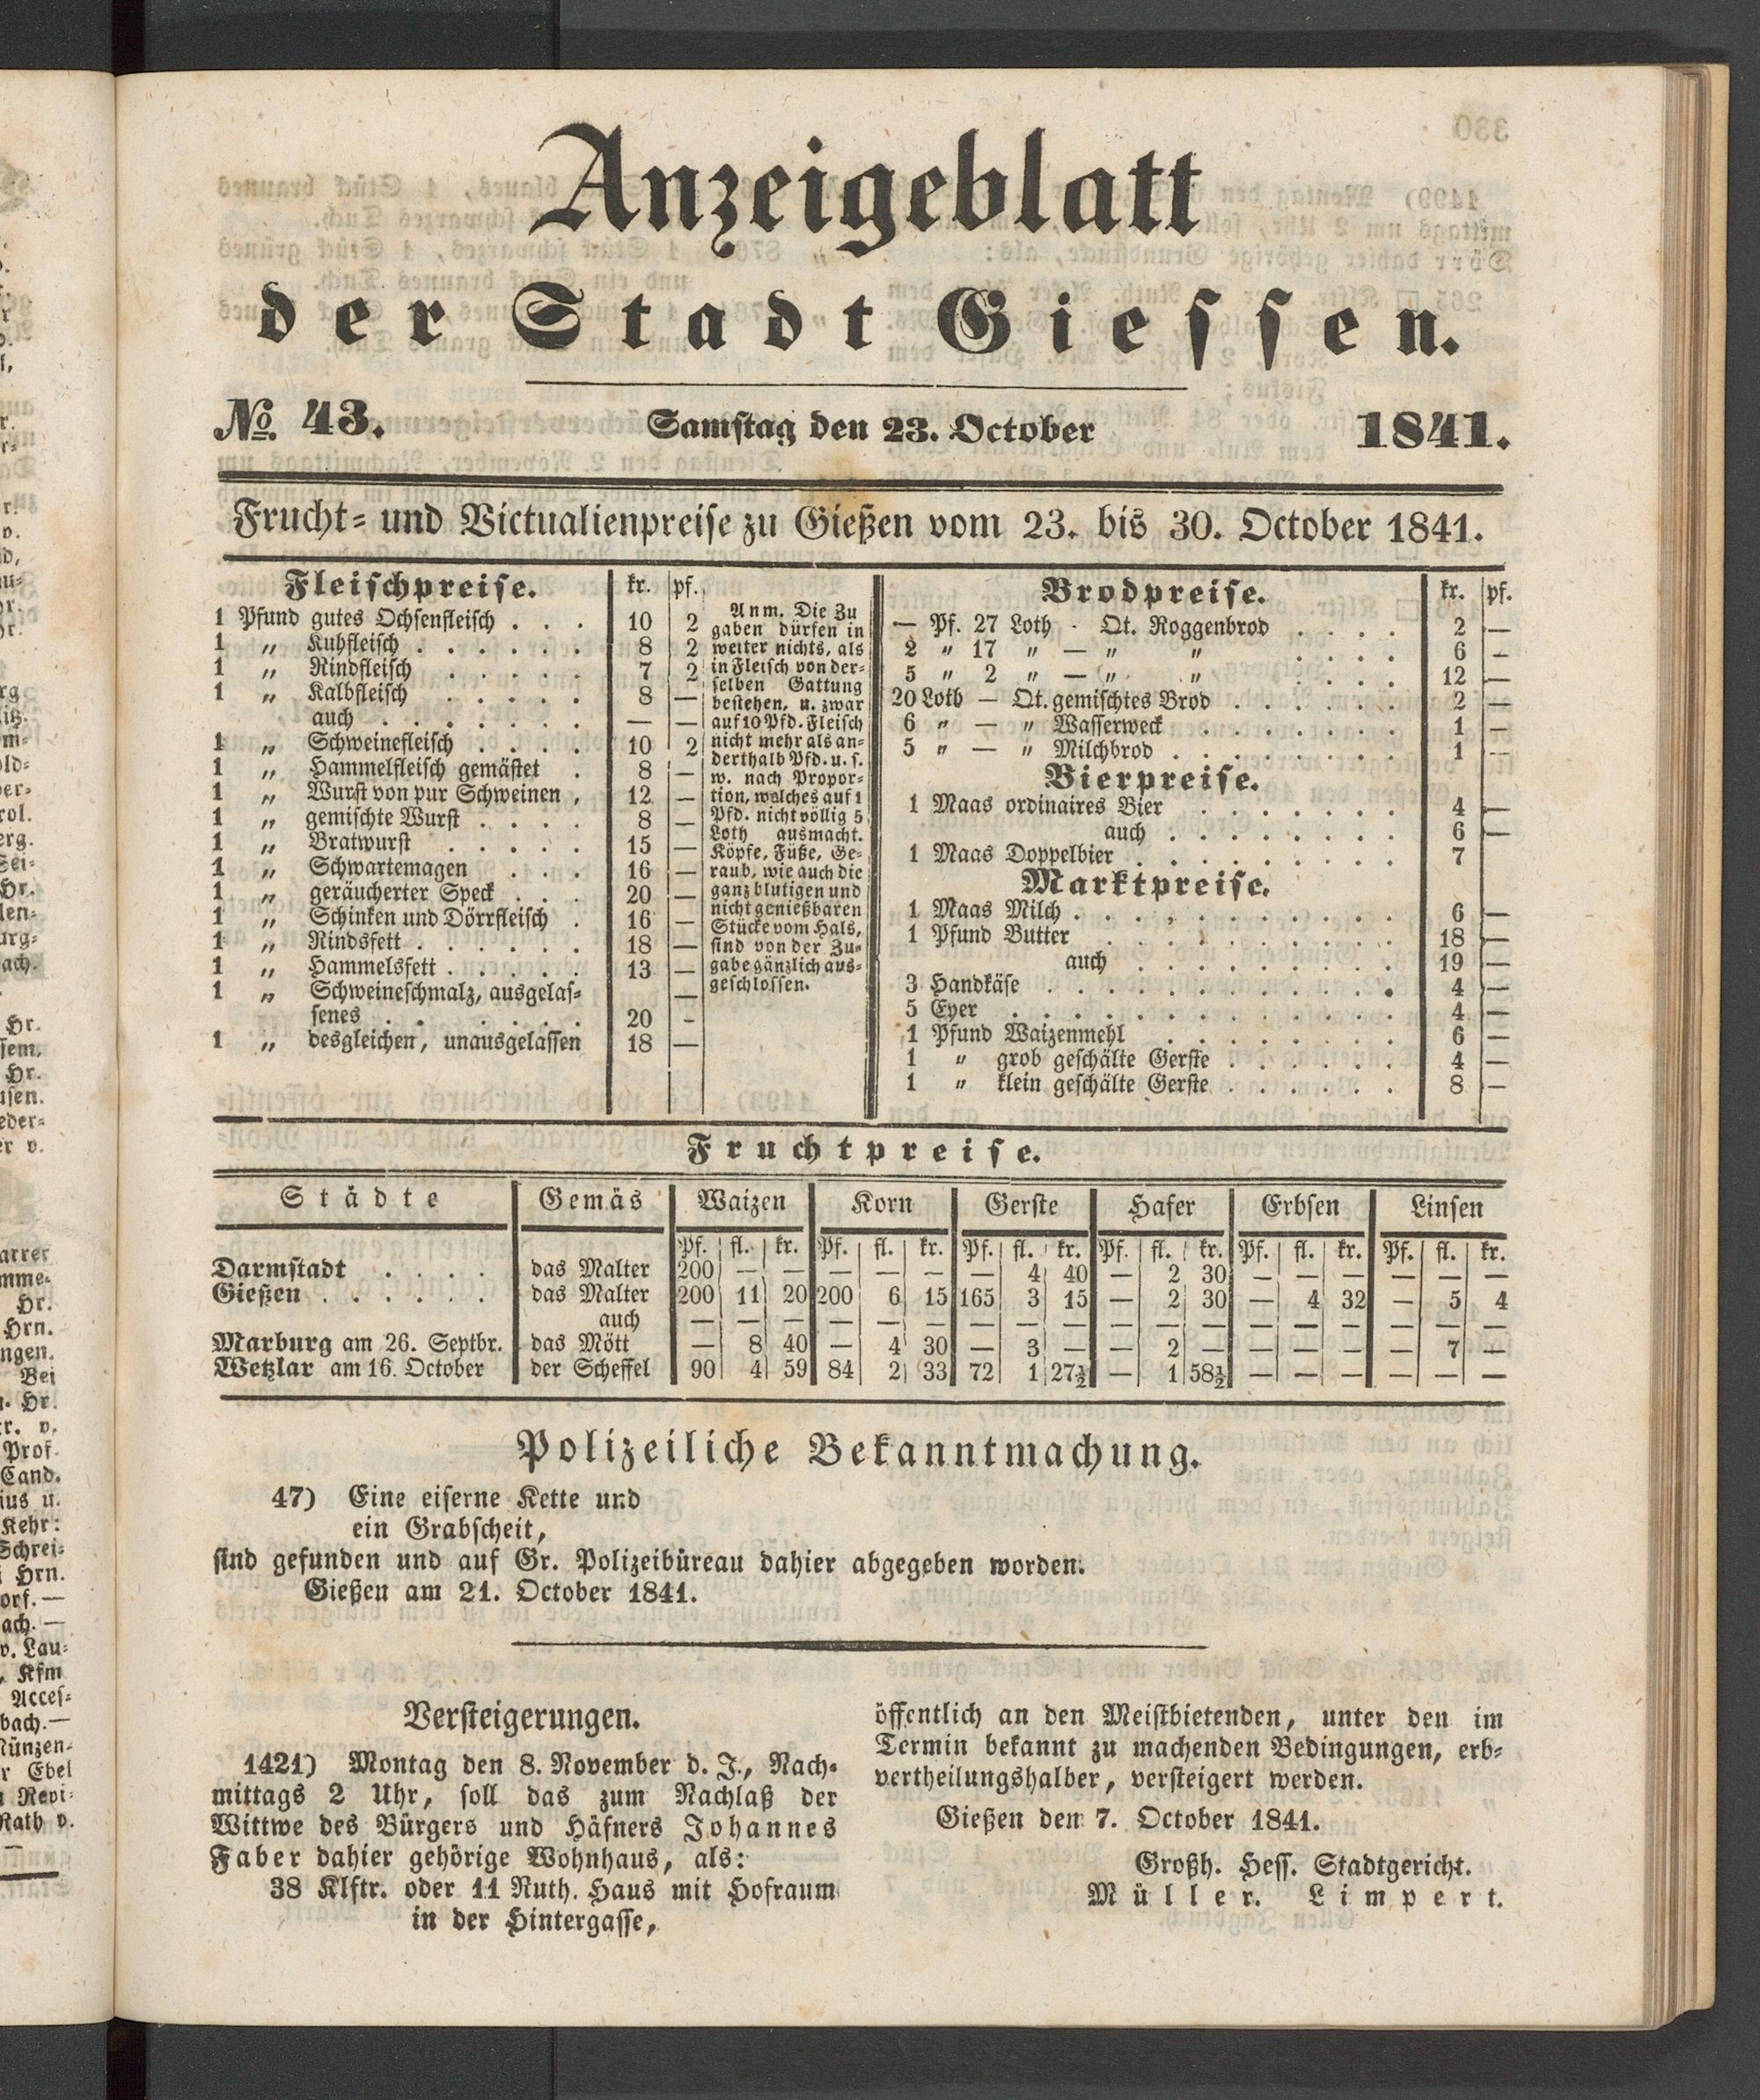 Anzeigeblatt
der Stadt Giessen.
No. 43. Samstag den 23. October 1841.
Frucht- und Victualienpreise zu Gießen vom 23. bis 30. October 1841.
Fleischpreise. kr. pf.
1 Pfund gutes Ochsenfleisch . . . 10 2
1 „ Kuhfleisch . . . . . . 8 2
1 „ Rindfleisch . . . . . 7 2
1 „ Kalbfleisch . . . . . 8 —
auch . . . . . . . — —
1 „ Schweinefleisch . . . . 10 2
1 „ Hammelfleisch gemästet . 8 —
1 „ Wurst von pur Schweinen , 12 —
1 „ gemischte Wurst . . . . 8 —
1 „ Bratwurst . . . . . 15 —
1 „ Schwartemagen . . . 16 —
1 „ geräucherter Speck . . . 20 —
1 „ Schinken und Dörrfleisch . 16 —
1 „ Rindsfett . . . . . . 18 —
1 „ Hammelsfett . . . . . 13 —
1 „ Schweineschmalz, ausgelas- —
senes . . . . . . 20 -
1 „ desgleichen, unausgelassen 18 —
Anm. Die Zu
gaben dürfen in
weiter nichts, als
in Fleisch von der-
selben Gattung
bestehen, u. zwar
auf 10 Pfd. Fleisch
nicht mehr als an-
derthalb Pfd. u. s.
w. nach Propor-
tion, welches auf 1
Pfd. nicht völlig 5
Loth ausmacht.
Köpfe, Füße, Ge-
raub, wie auch die
ganz blutigen und
nicht genießbaren
Stücke vom Hals,
sind von der Zu-
gabe gänzlich aus-
geschlossen.
Brodpreise. kr. pf.
— Pf. 27 Loth · Qt. Roggenbrod . . . . 2 —
2 „ 17 „ — „ „ . . . . 6 -
5 „ 2 „ — „ „ . . . . 12 —
20 Loth — Qt. gemischtes Brod . . . . . . 2 —
6 „ — „ Wasserweck . . . . . . . 1 —
5 „ — „ Milchbrod . . . . . . . . 1 —
Bierpreise.
1 Maas ordinaires Bier . . . . . . . 4 —
auch . . . . . . . . 6 —
1 Maas Doppelbier . . . . . . . . . 7
Marktpreise.
1 Maas Milch . . . . . . . . . . . . 6 —
1 Pfund Butter . . . . . . . . . . 18 —
auch . . . . . . . . . . 19 —
3 Handkäse . . . . . . . . . . . . 4 —
5 Eyer . . . . . . . . . . . . . . 4 —
1 Pfund Waizenmehl . . . . . . . . 6 —
1 „ grob geschälte Gerste . . . . . . 4 —
1 „ klein geschälte Gerste . . . . . . 8 —
Fruchtpreise.
Städte Gemäs Waizen Korn Gerste Hafer Erbsen Linsen
Pf. fl. kr. Pf. fl. kr. Pf. fl. kr. Pf. fl. kr. Pf. fl. kr. Pf. fl. kr.
Darmstadt . . . . das Malter 200 — — — — — — 4 40 — 2 30 — — — — — —
Gießen . . . . . . das Malter 200 11 20 200 6 15 165 3 15 — 2 30 — 4 32 — 5 4
auch — — — — — — — — — — — — — — — — — —
Marburg am 26. Septbr. das Mött — 8 40 — 4 30 — 3 — — 2 — — — — — 7 —
Wetzlar am 16. October der Scheffel 90 4 59 84 2 33 72 1 27½ — 1 58½ — — — — — —
Polizeiliche Bekanntmachung.
47) Eine eiserne Kette und
ein Grabscheit,
sind gefunden und auf Gr. Polizeibüreau dahier abgegeben worden.
Gießen am 21. October 1841.
Versteigerungen.
1421) Montag den 8. November d. J., Nach-
mittags 2 Uhr, soll das zum Nachlaß der
Wittwe des Bürgers und Häfners Johannes
Faber dahier gehörige Wohnhaus, als:
38 Klftr. oder 11 Ruth. Haus mit Hofraum
in der Hintergasse,
öffentlich an den Meistbietenden, unter den im
Termin bekannt zu machenden Bedingungen, erb-
vertheilungshalber, versteigert werden.
Gießen den 7. October 1841.
Großh. Hess. Stadtgericht.
Müller. Limpert.